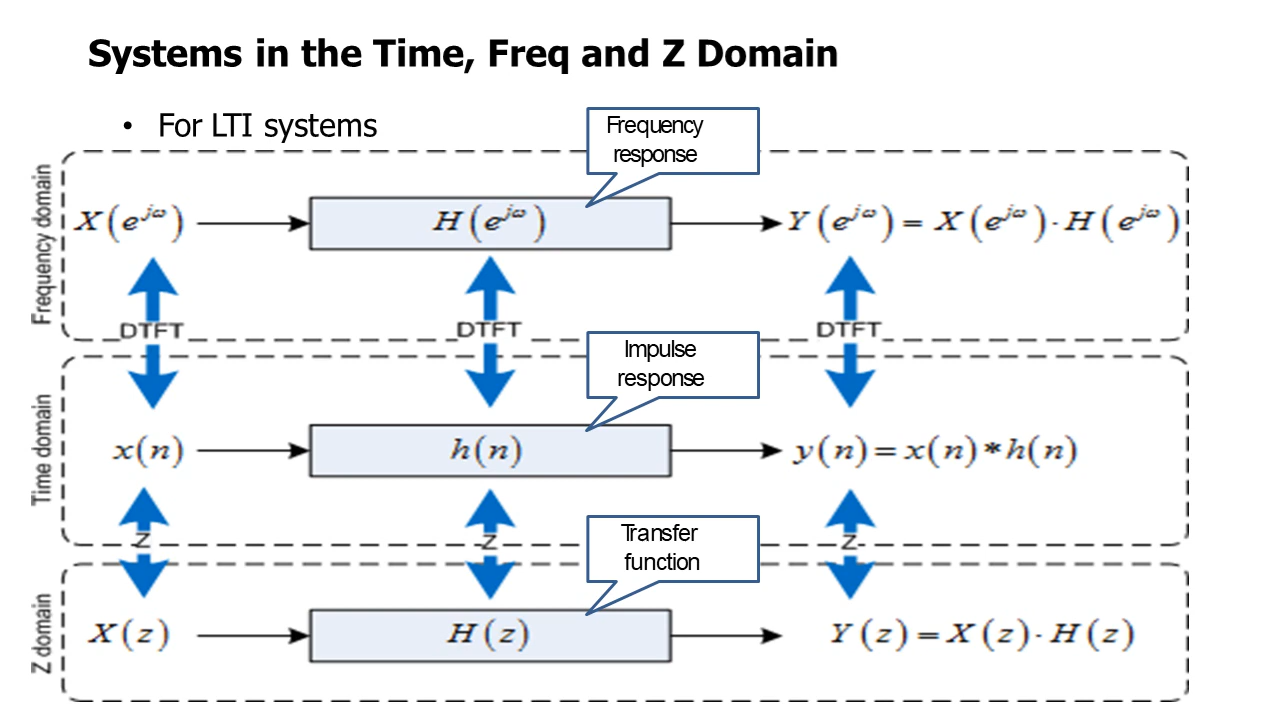 Systems in the Time, Freq and Z Domain
• For LTI systems
Frequency
response
Frequency domain
X(e^{jω})
H(e^{jω})
Y(e^{jω}) = X(e^{jω}) · H(e^{jω})
DTFT
DTFT
DTFT
Impulse
response
Time domain
x(n)
h(n)
y(n) = x(n) * h(n)
Z
Z
Z
Transfer
function
Z domain
X(z)
H(z)
Y(z) = X(z) · H(z)